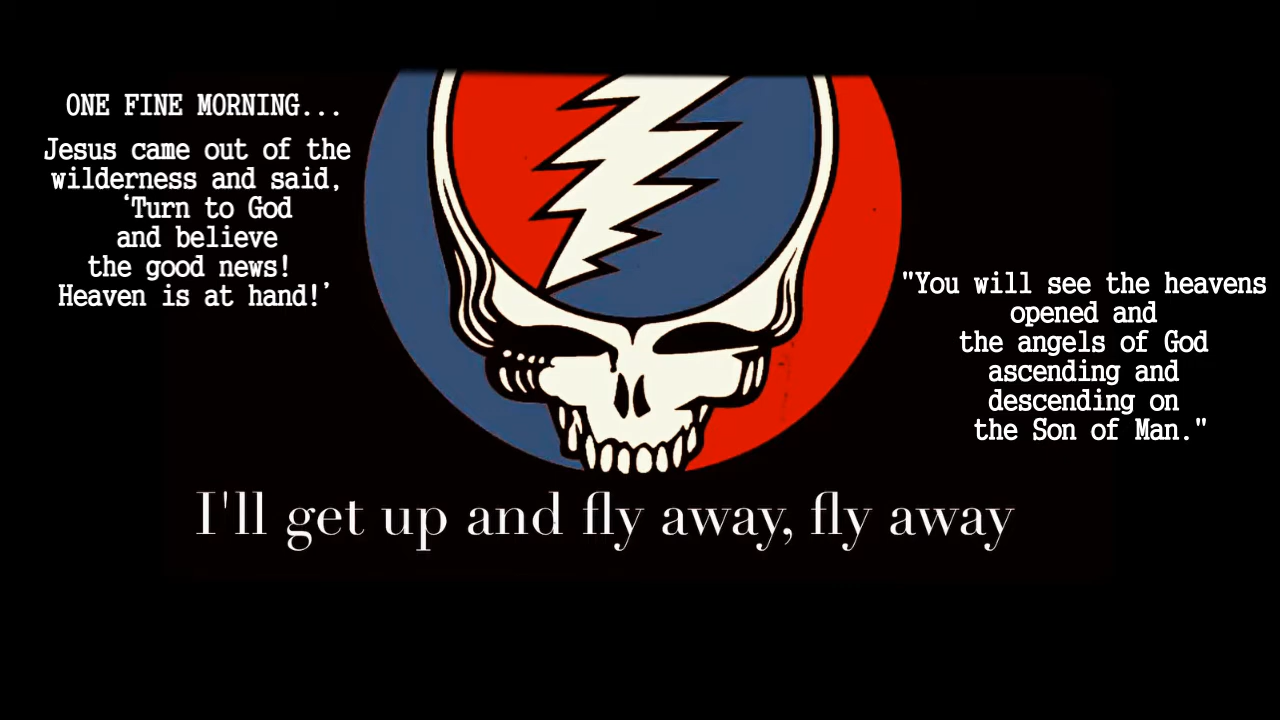 ONE FINE MORNING...
Jesus came out of the
wilderness and said,
‘Turn to God
and believe
the good news!
Heaven is at hand!’
"You will see the heavens
opened and
the angels of God
ascending and
descending on
the Son of Man."
I'll get up and fly away, fly away